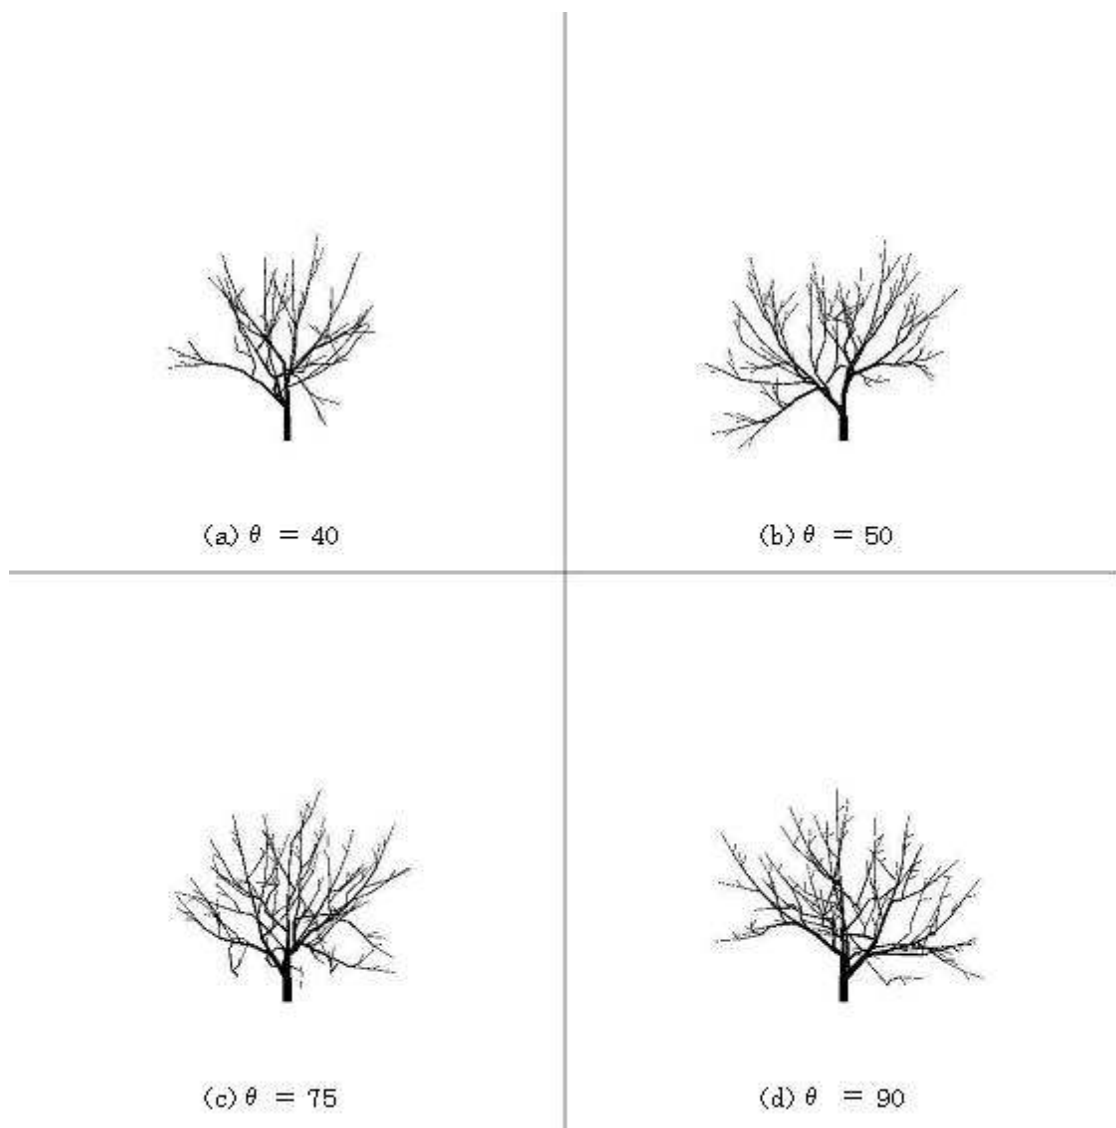 (a) θ = 40
(b) θ = 50
(c) θ = 75
(d) θ = 90